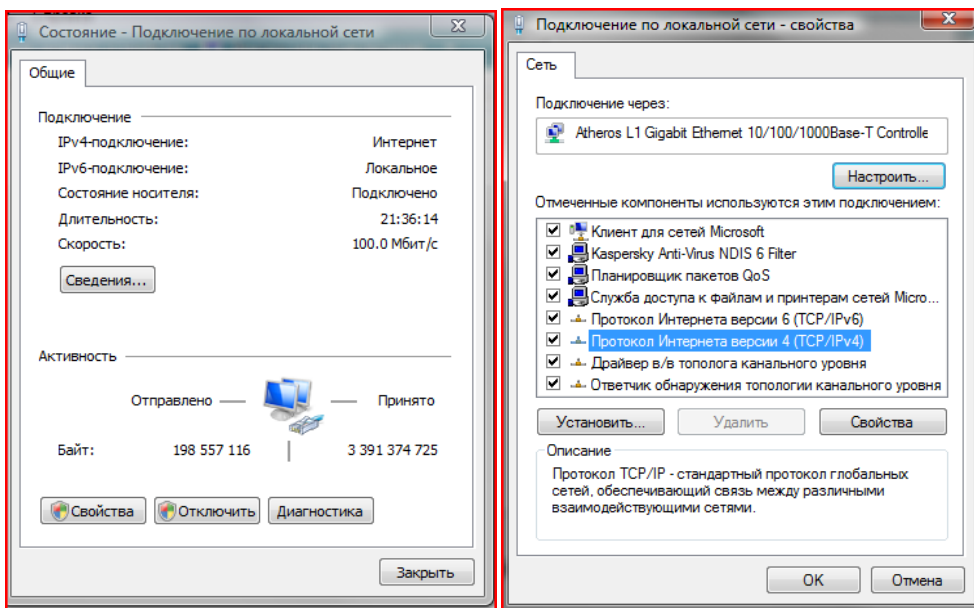 Состояние - Подключение по локальной сети
Общие
Подключение
IPv4-подключение: Интернет
IPv6-подключение: Локальное
Состояние носителя: Подключено
Длительность: 21:36:14
Скорость: 100.0 Мбит/с
Сведения...
Активность
Отправлено — — Принято
Байт: 198 557 116 | 3 391 374 725
Свойства Отключить Диагностика
Закрыть
Подключение по локальной сети - свойства
Сеть
Подключение через:
Atheros L1 Gigabit Ethernet 10/100/1000Base-T Controlle
Настроить...
Отмеченные компоненты используются этим подключением:
Клиент для сетей Microsoft
Kaspersky Anti-Virus NDIS 6 Filter
Планировщик пакетов QoS
Служба доступа к файлам и принтерам сетей Micro...
Протокол Интернета версии 6 (TCP/IPv6)
Протокол Интернета версии 4 (TCP/IPv4)
Драйвер в/в тополога канального уровня
Ответчик обнаружения топологии канального уровня
Установить... Удалить Свойства
Описание
Протокол TCP/IP - стандартный протокол глобальных
сетей, обеспечивающий связь между различными
взаимодействующими сетями.
OK Отмена